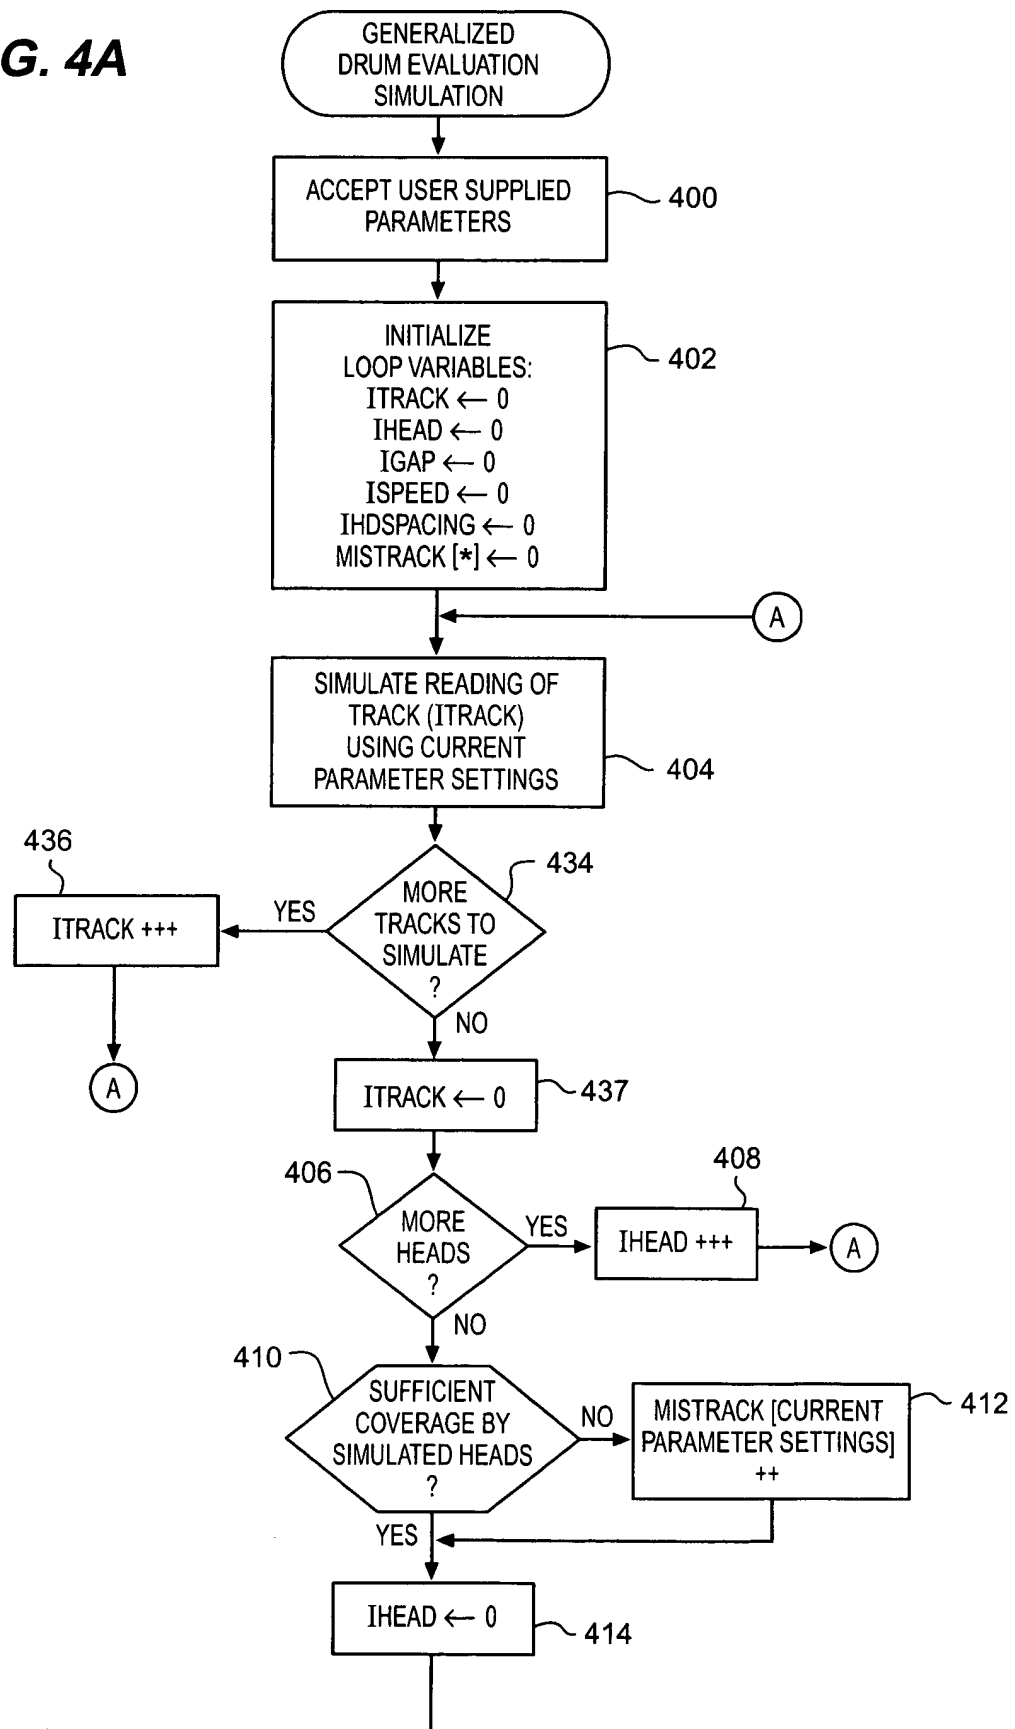 G. 4A
GENERALIZED
DRUM EVALUATION
SIMULATION
ACCEPT USER SUPPLIED
PARAMETERS
400
INITIALIZE
LOOP VARIABLES:
ITRACK ← 0
IHEAD ← 0
IGAP ← 0
ISPEED ← 0
IHDSPACING ← 0
MISTRACK [*] ← 0
402
A
SIMULATE READING OF
TRACK (ITRACK)
USING CURRENT
PARAMETER SETTINGS
404
436
434
MORE
TRACKS TO
SIMULATE
?
YES
ITRACK +++
NO
A
ITRACK ← 0
437
406
408
MORE
HEADS
?
YES
IHEAD +++
A
NO
410
SUFFICIENT
COVERAGE BY
SIMULATED HEADS
?
NO
MISTRACK [CURRENT
PARAMETER SETTINGS]
++
412
YES
IHEAD ← 0
414